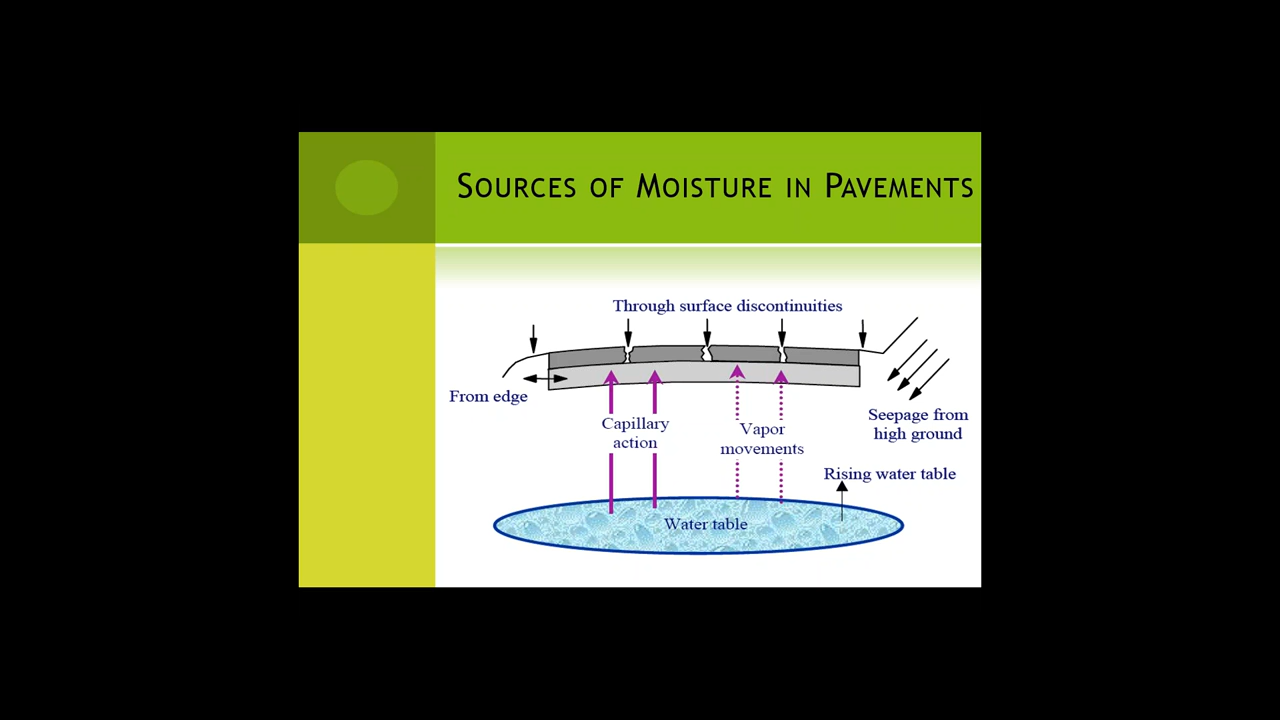 SOURCES OF MOISTURE IN PAVEMENTS
Through surface discontinuities
From edge
Capillary
action
Vapor
movements
Seepage from
high ground
Rising water table
Water table